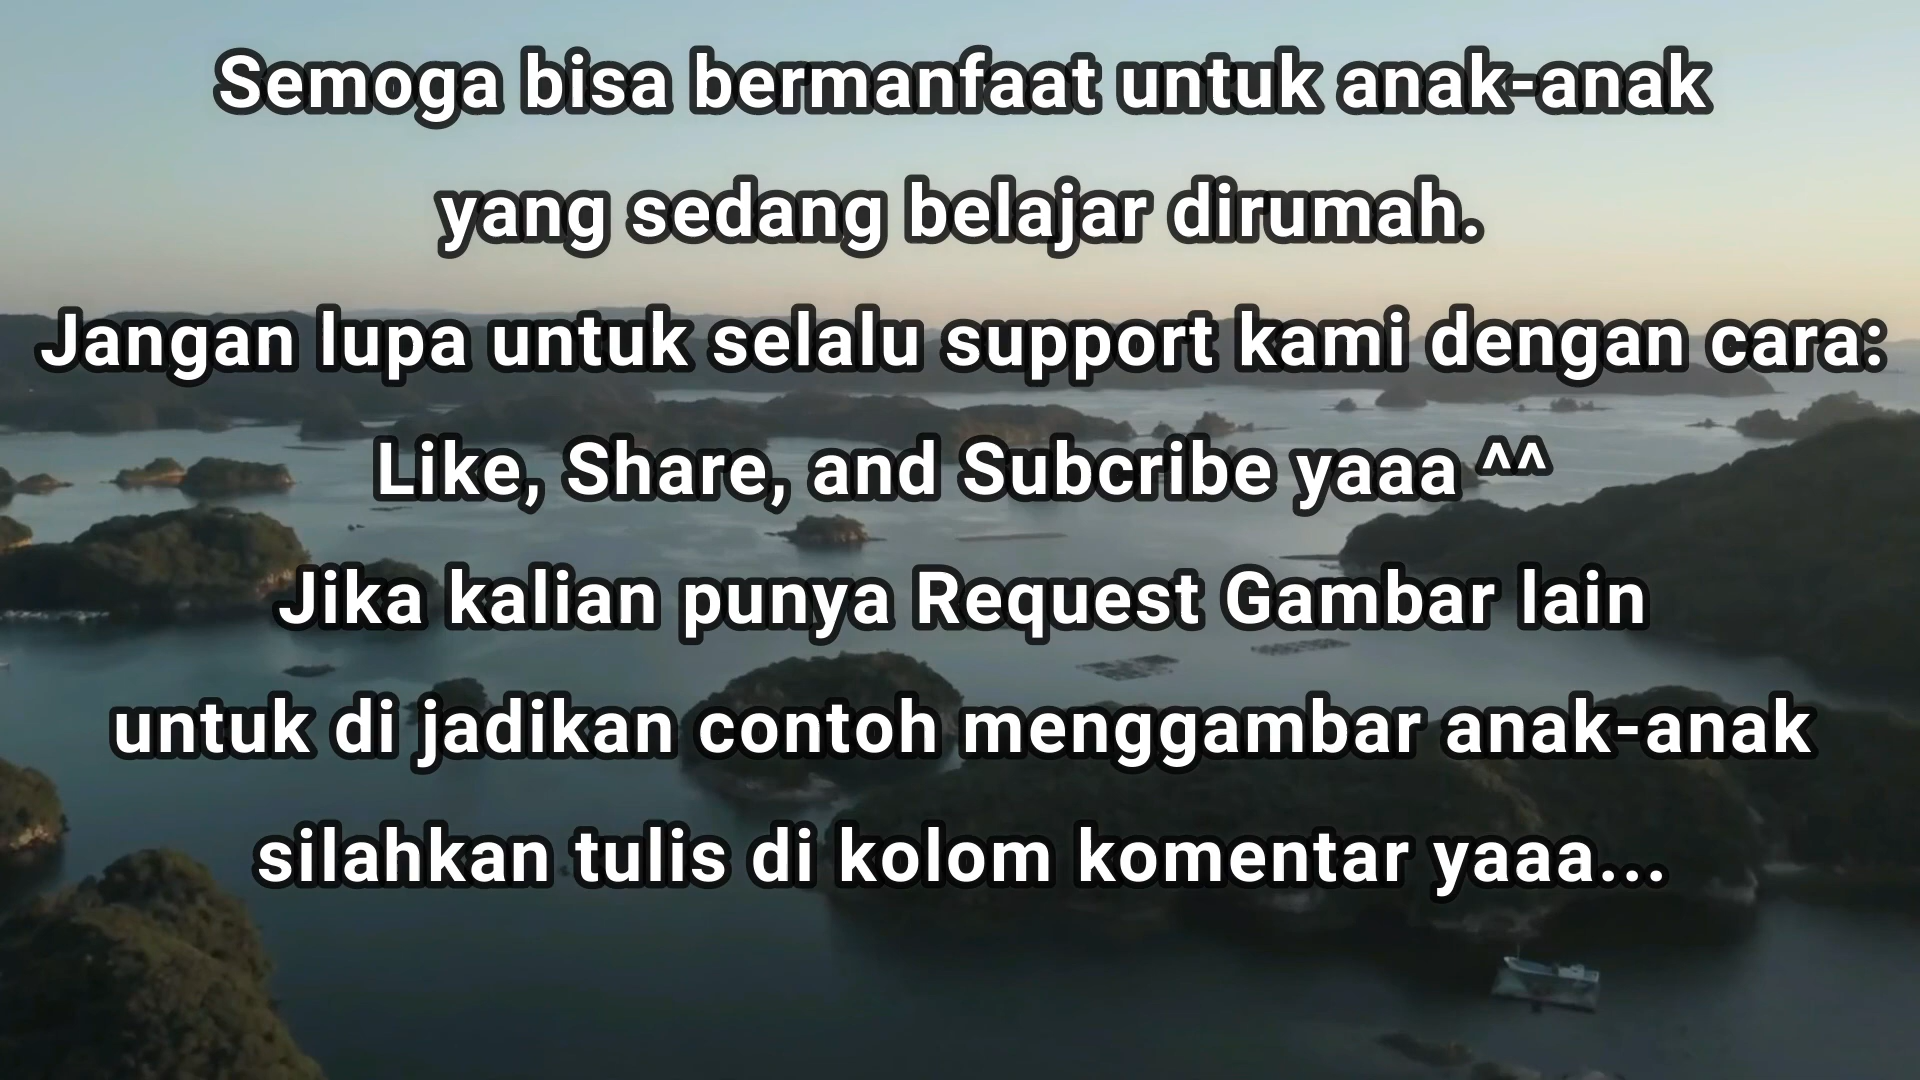 Semoga bisa bermanfaat untuk anak-anak
yang sedang belajar dirumah.
Jangan lupa untuk selalu support kami dengan cara:
Like, Share, and Subcribe yaaa ^^
Jika kalian punya Request Gambar lain
untuk di jadikan contoh menggambar anak-anak
silahkan tulis di kolom komentar yaaa...